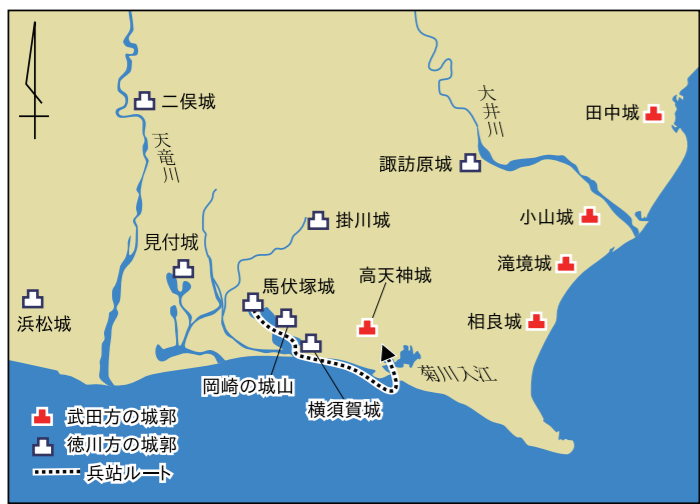 二俣城
天竜川
大井川
田中城
諏訪原城
小山城
掛川城
見付城
滝境城
高天神城
馬伏塚城
浜松城
相良城
菊川入江
岡崎の城山
横須賀城
武田方の城郭
徳川方の城郭
兵站ルート